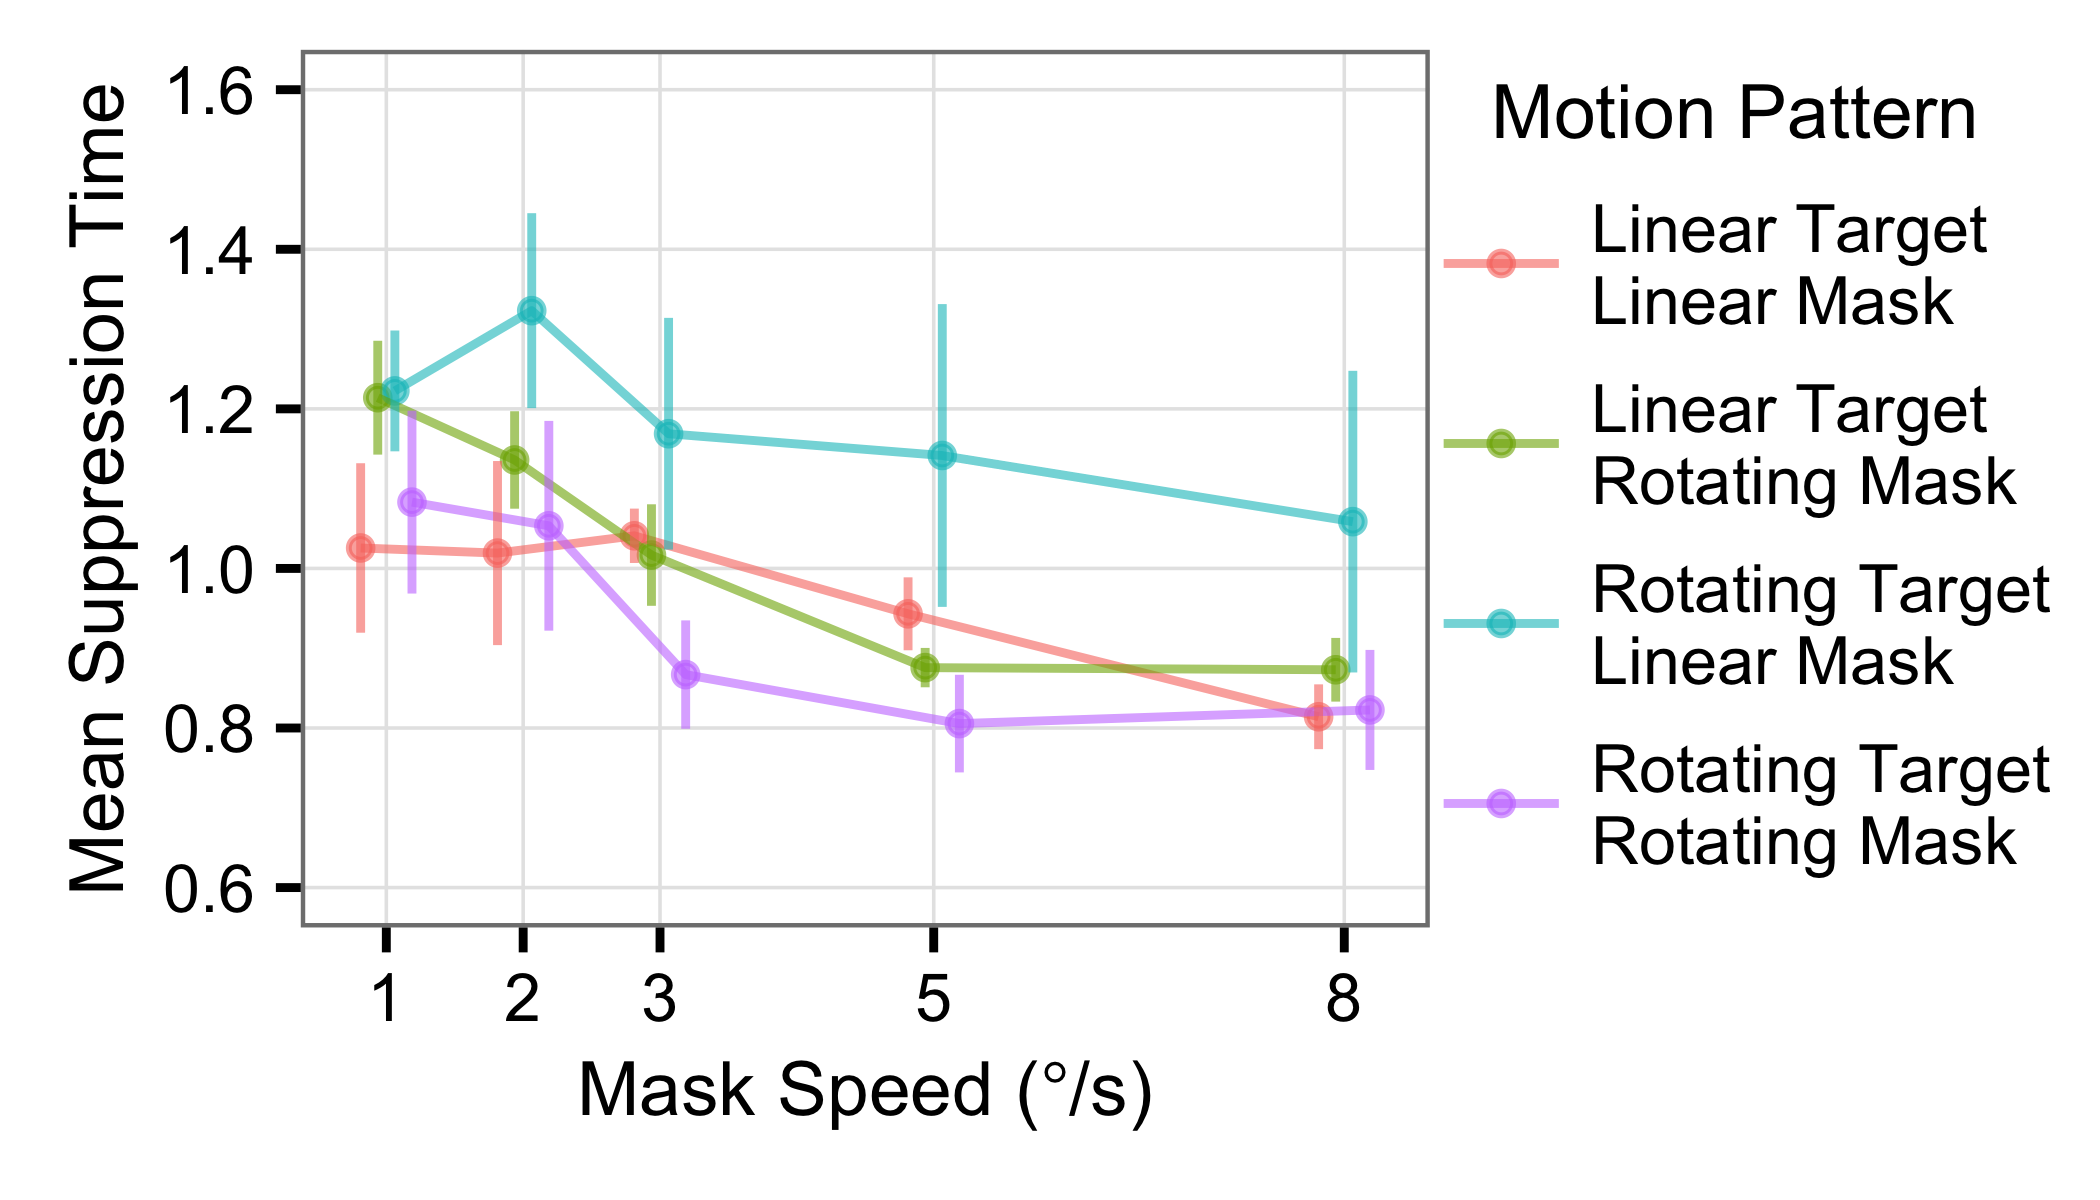 Mean Suppression Time
1.6
1.4
1.2
1.0
0.8
0.6
1 2 3 5 8
Mask Speed (°/s)
Motion Pattern
Linear Target
Linear Mask
Linear Target
Rotating Mask
Rotating Target
Linear Mask
Rotating Target
Rotating Mask